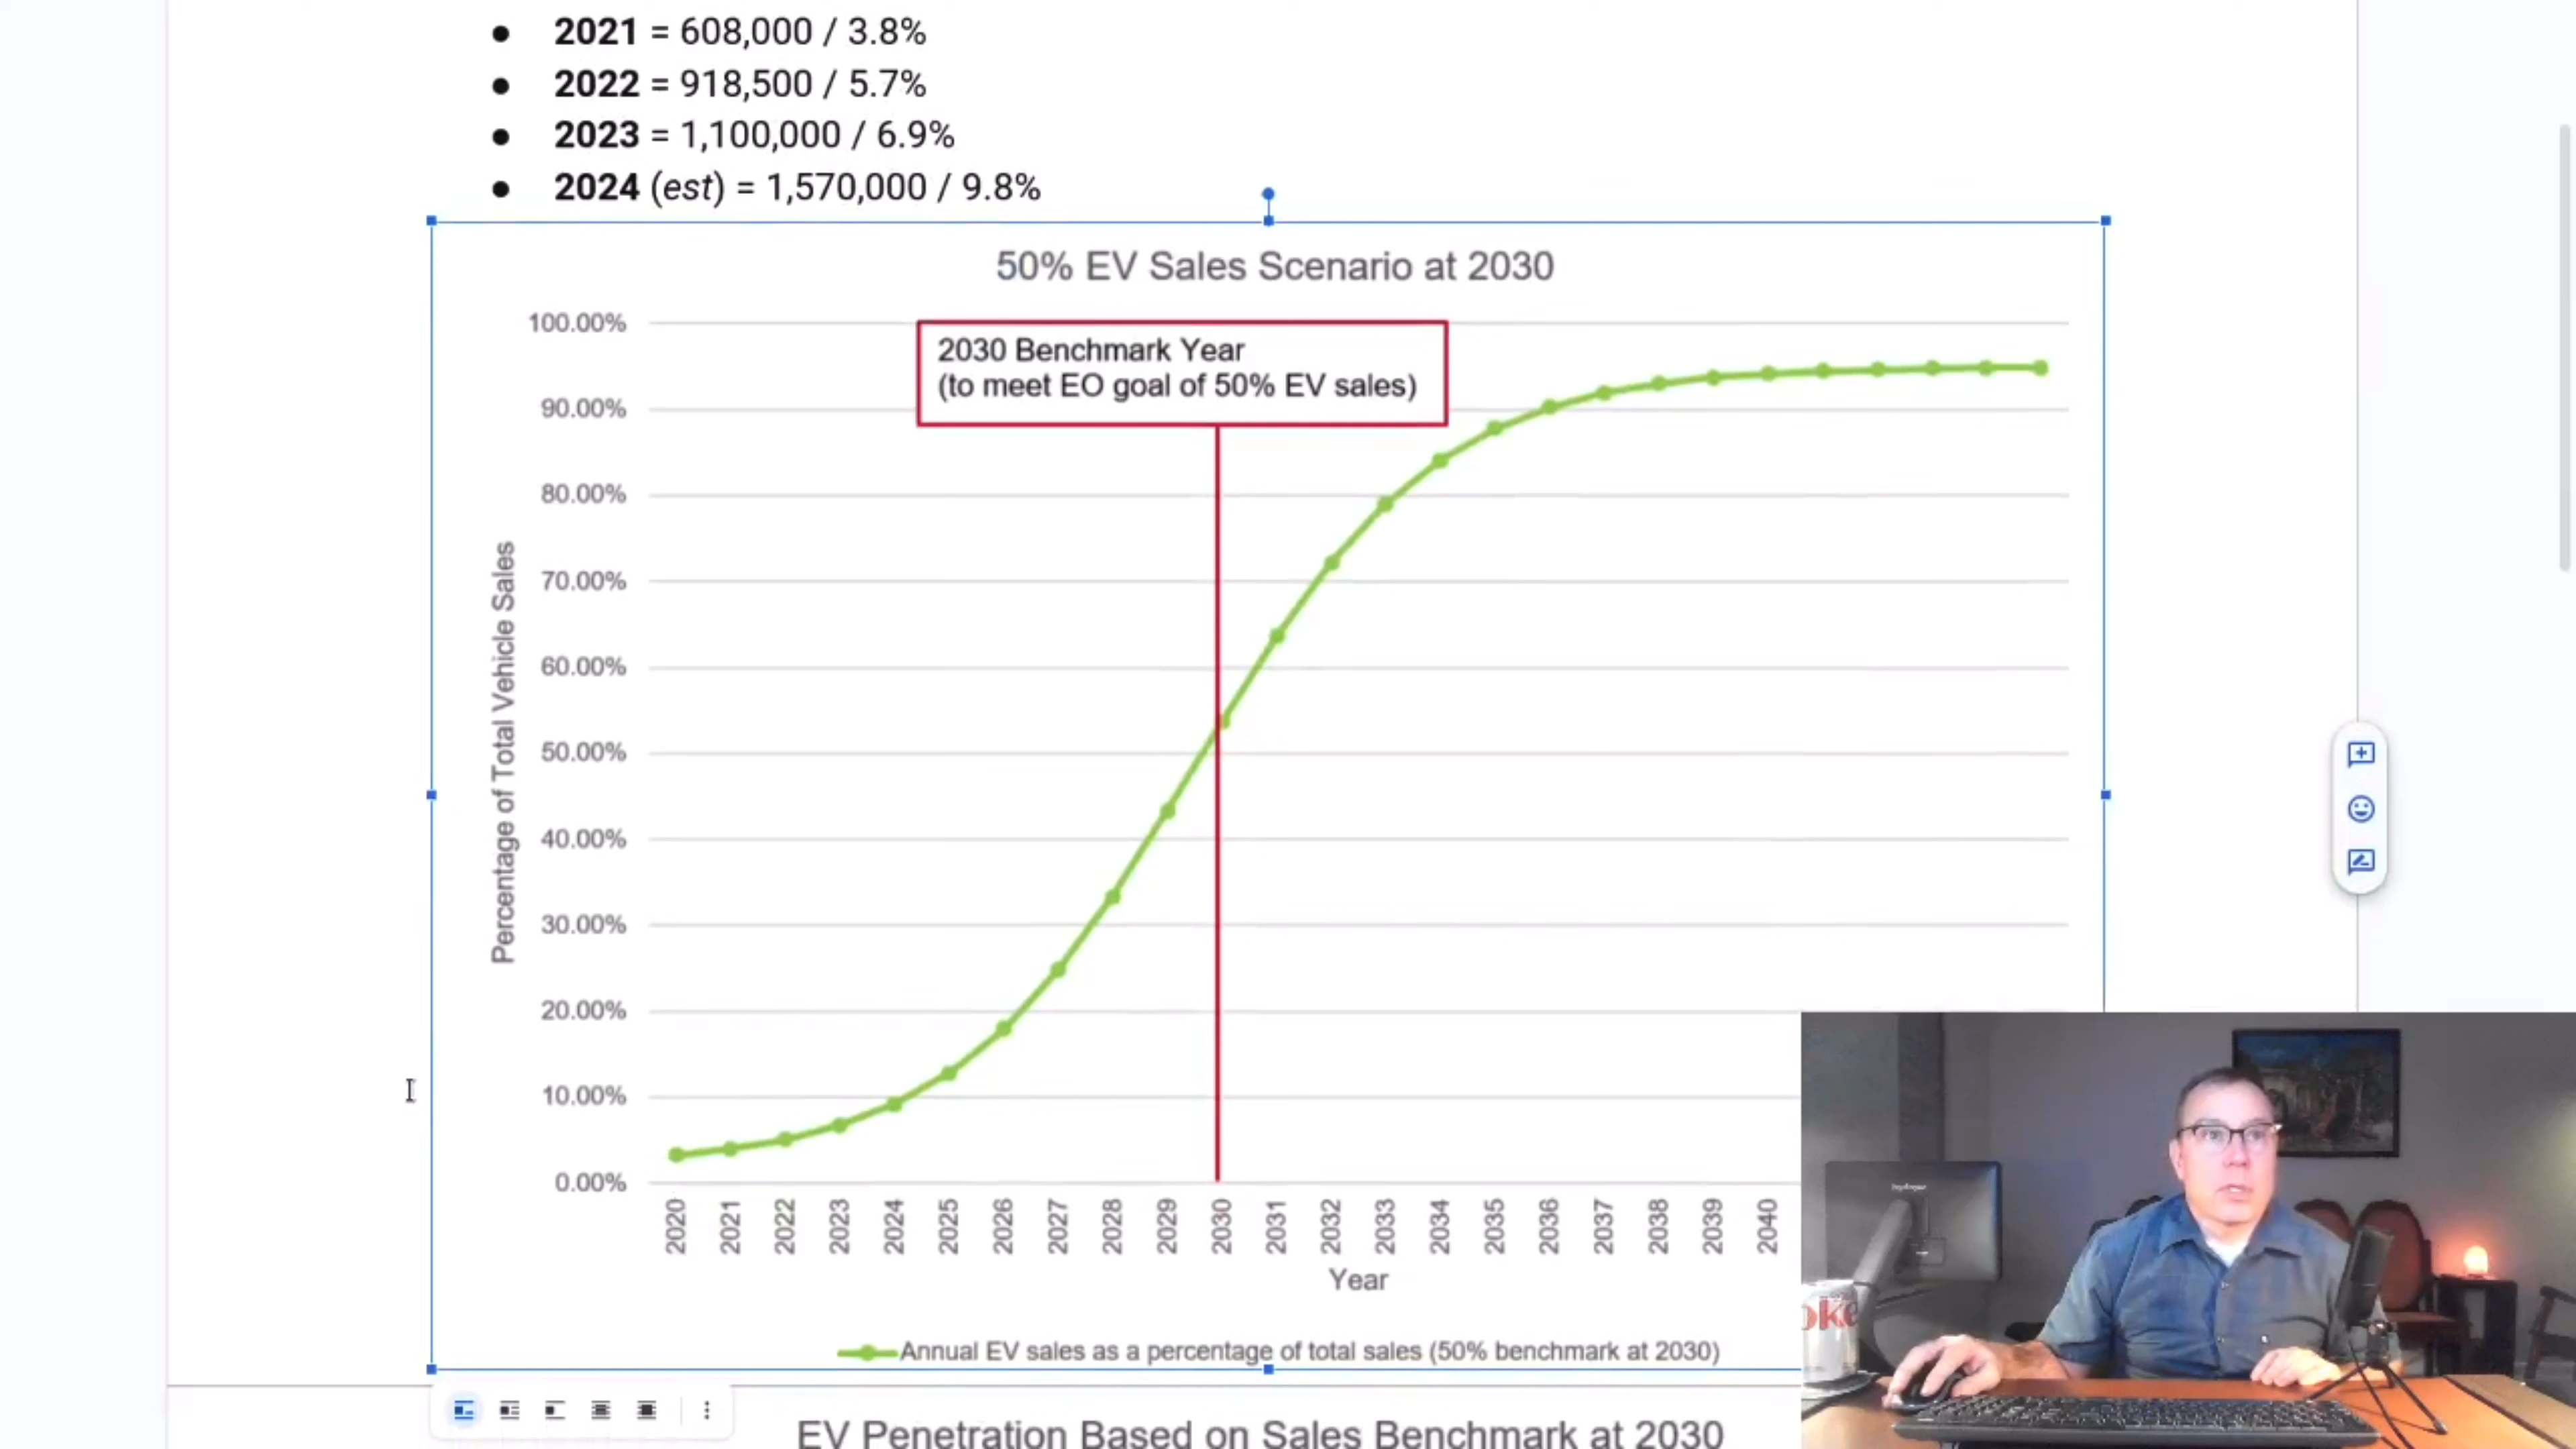 ● 2021 = 608,000 / 3.8%
● 2022 = 918,500 / 5.7%
● 2023 = 1,100,000 / 6.9%
● 2024 (est) = 1,570,000 / 9.8%
50% EV Sales Scenario at 2030
2030 Benchmark Year
(to meet EO goal of 50% EV sales)
Percentage of Total Vehicle Sales
100.00%
90.00%
80.00%
70.00%
60.00%
50.00%
40.00%
30.00%
20.00%
10.00%
0.00%
2020 2021 2022 2023 2024 2025 2026 2027 2028 2029 2030 2031 2032 2033 2034 2035 2036 2037 2038 2039 2040
Year
Annual EV sales as a percentage of total sales (50% benchmark at 2030)
EV Penetration Based on Sales Benchmark at 2030
oke